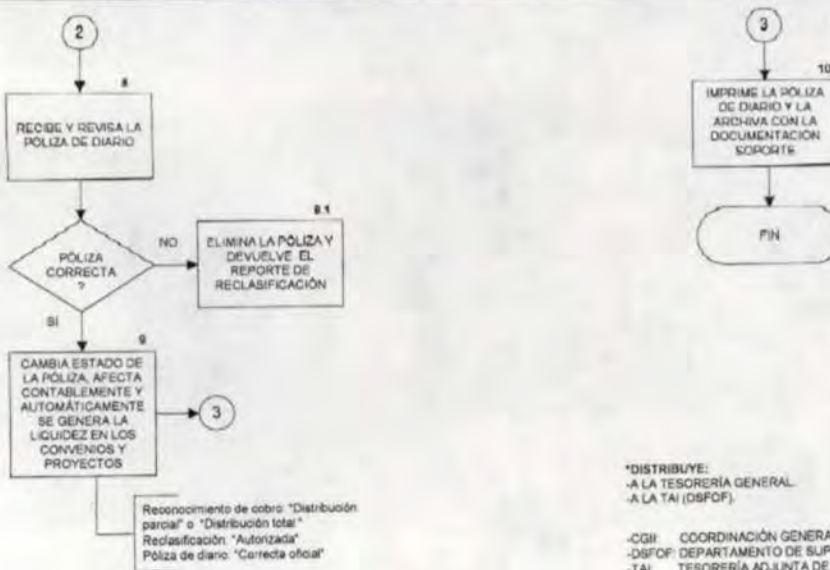 2
8
RECIBE Y REVISA LA
PÓLIZA DE DIARIO
PÓLIZA
CORRECTA
?
NO
SÍ
9.1
ELIMINA LA PÓLIZA Y
DEVUELVE EL
REPORTE DE
RECLASIFICACIÓN
9
CAMBIA ESTADO DE
LA PÓLIZA, AFECTA
CONTABLEMENTE Y
AUTOMÁTICAMENTE
SE GENERA LA
LIQUIDEZ EN LOS
CONVENIOS Y
PROYECTOS
3
Reconocimiento de cobro: "Distribución
parcial" o "Distribución total"
Reclasificación: "Autorizada"
Póliza de diario: "Correcta oficial"
3
10
IMPRIME LA PÓLIZA
DE DIARIO Y LA
ARCHIVA CON LA
DOCUMENTACIÓN
SOPORTE
FIN
*DISTRIBUYE:
-A LA TESORERÍA GENERAL.
-A LA TAI (DSFOF).
-CGII: COORDINACIÓN GENERA
-DSFOF: DEPARTAMENTO DE SUP
-TAI: TESORERÍA ADJUNTA DE